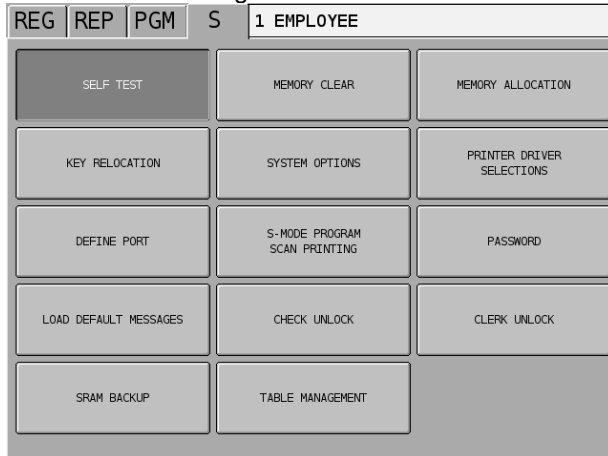 REG REP PGM S 1 EMPLOYEE
SELF TEST MEMORY CLEAR MEMORY ALLOCATION
KEY RELOCATION SYSTEM OPTIONS PRINTER DRIVER
SELECTIONS
DEFINE PORT S-MODE PROGRAM
SCAN PRINTING PASSWORD
LOAD DEFAULT MESSAGES CHECK UNLOCK CLERK UNLOCK
SRAM BACKUP TABLE MANAGEMENT